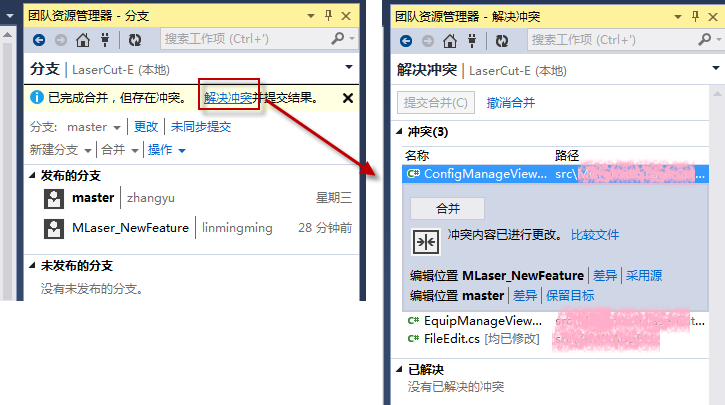 团队资源管理器 - 分支
搜索工作项 (Ctrl+')
分支 | LaserCut-E (本地)
已完成合并，但存在冲突。 解决冲突并提交结果。
分支: master 更改 | 未同步提交
新建分支 | 合并 | 操作
发布的分支
master | zhangyu 星期三
MLaser_NewFeature | linmingming 28 分钟前
未发布的分支
没有未发布的分支。
团队资源管理器 - 解决冲突
搜索工作项 (Ctrl+')
解决冲突 | LaserCut-E (本地)
提交合并(C) 撤消合并
冲突(3)
名称 路径
C# ConfigManageView... src\
合并
冲突内容已进行更改。 比较文件
编辑位置 MLaser_NewFeature | 差异 | 采用源
编辑位置 master | 差异 | 保留目标
C# EquipManageView...
C# FileEdit.cs [均已修改]
已解决
没有已解决的冲突